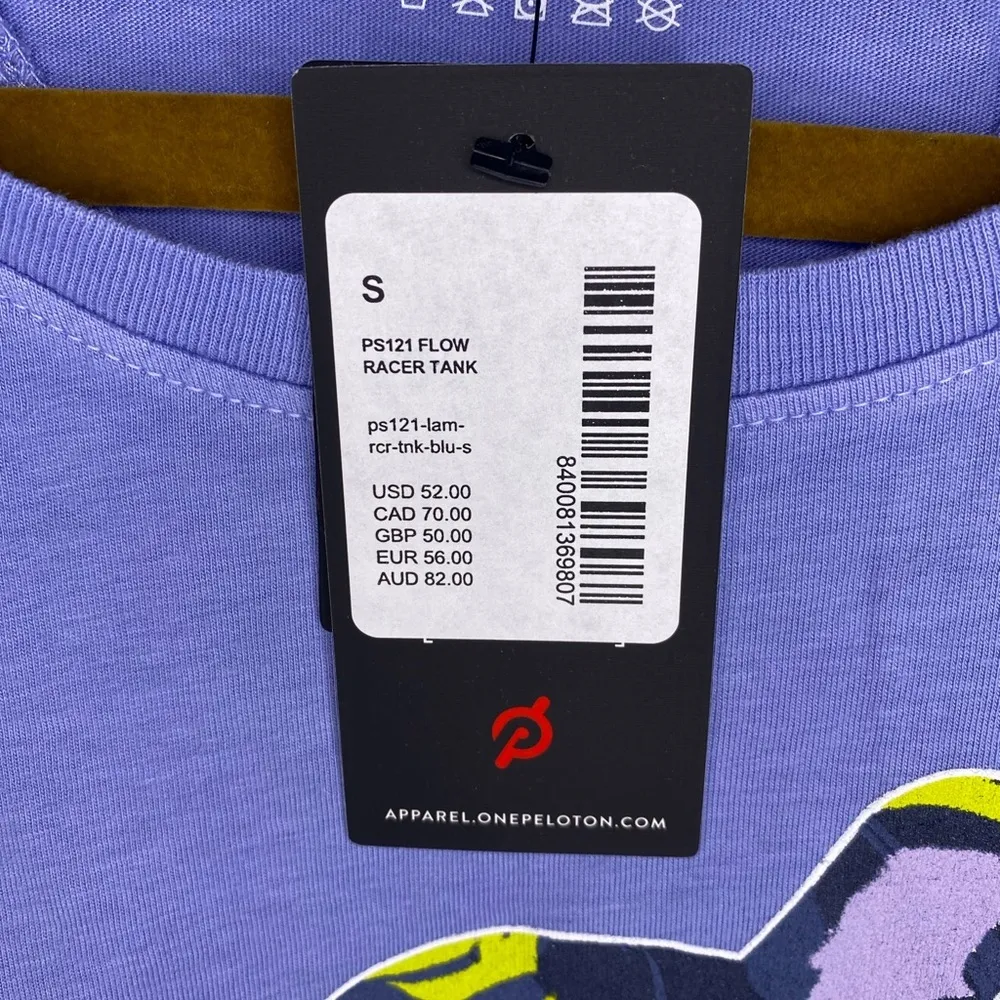 S
PS121 FLOW
RACER TANK
ps121-lam-
rcr-tnk-blu-s
USD 52.00
CAD 70.00
GBP 50.00
EUR 56.00
AUD 82.00
840081369807
APPAREL.ONEPELOTON.COM